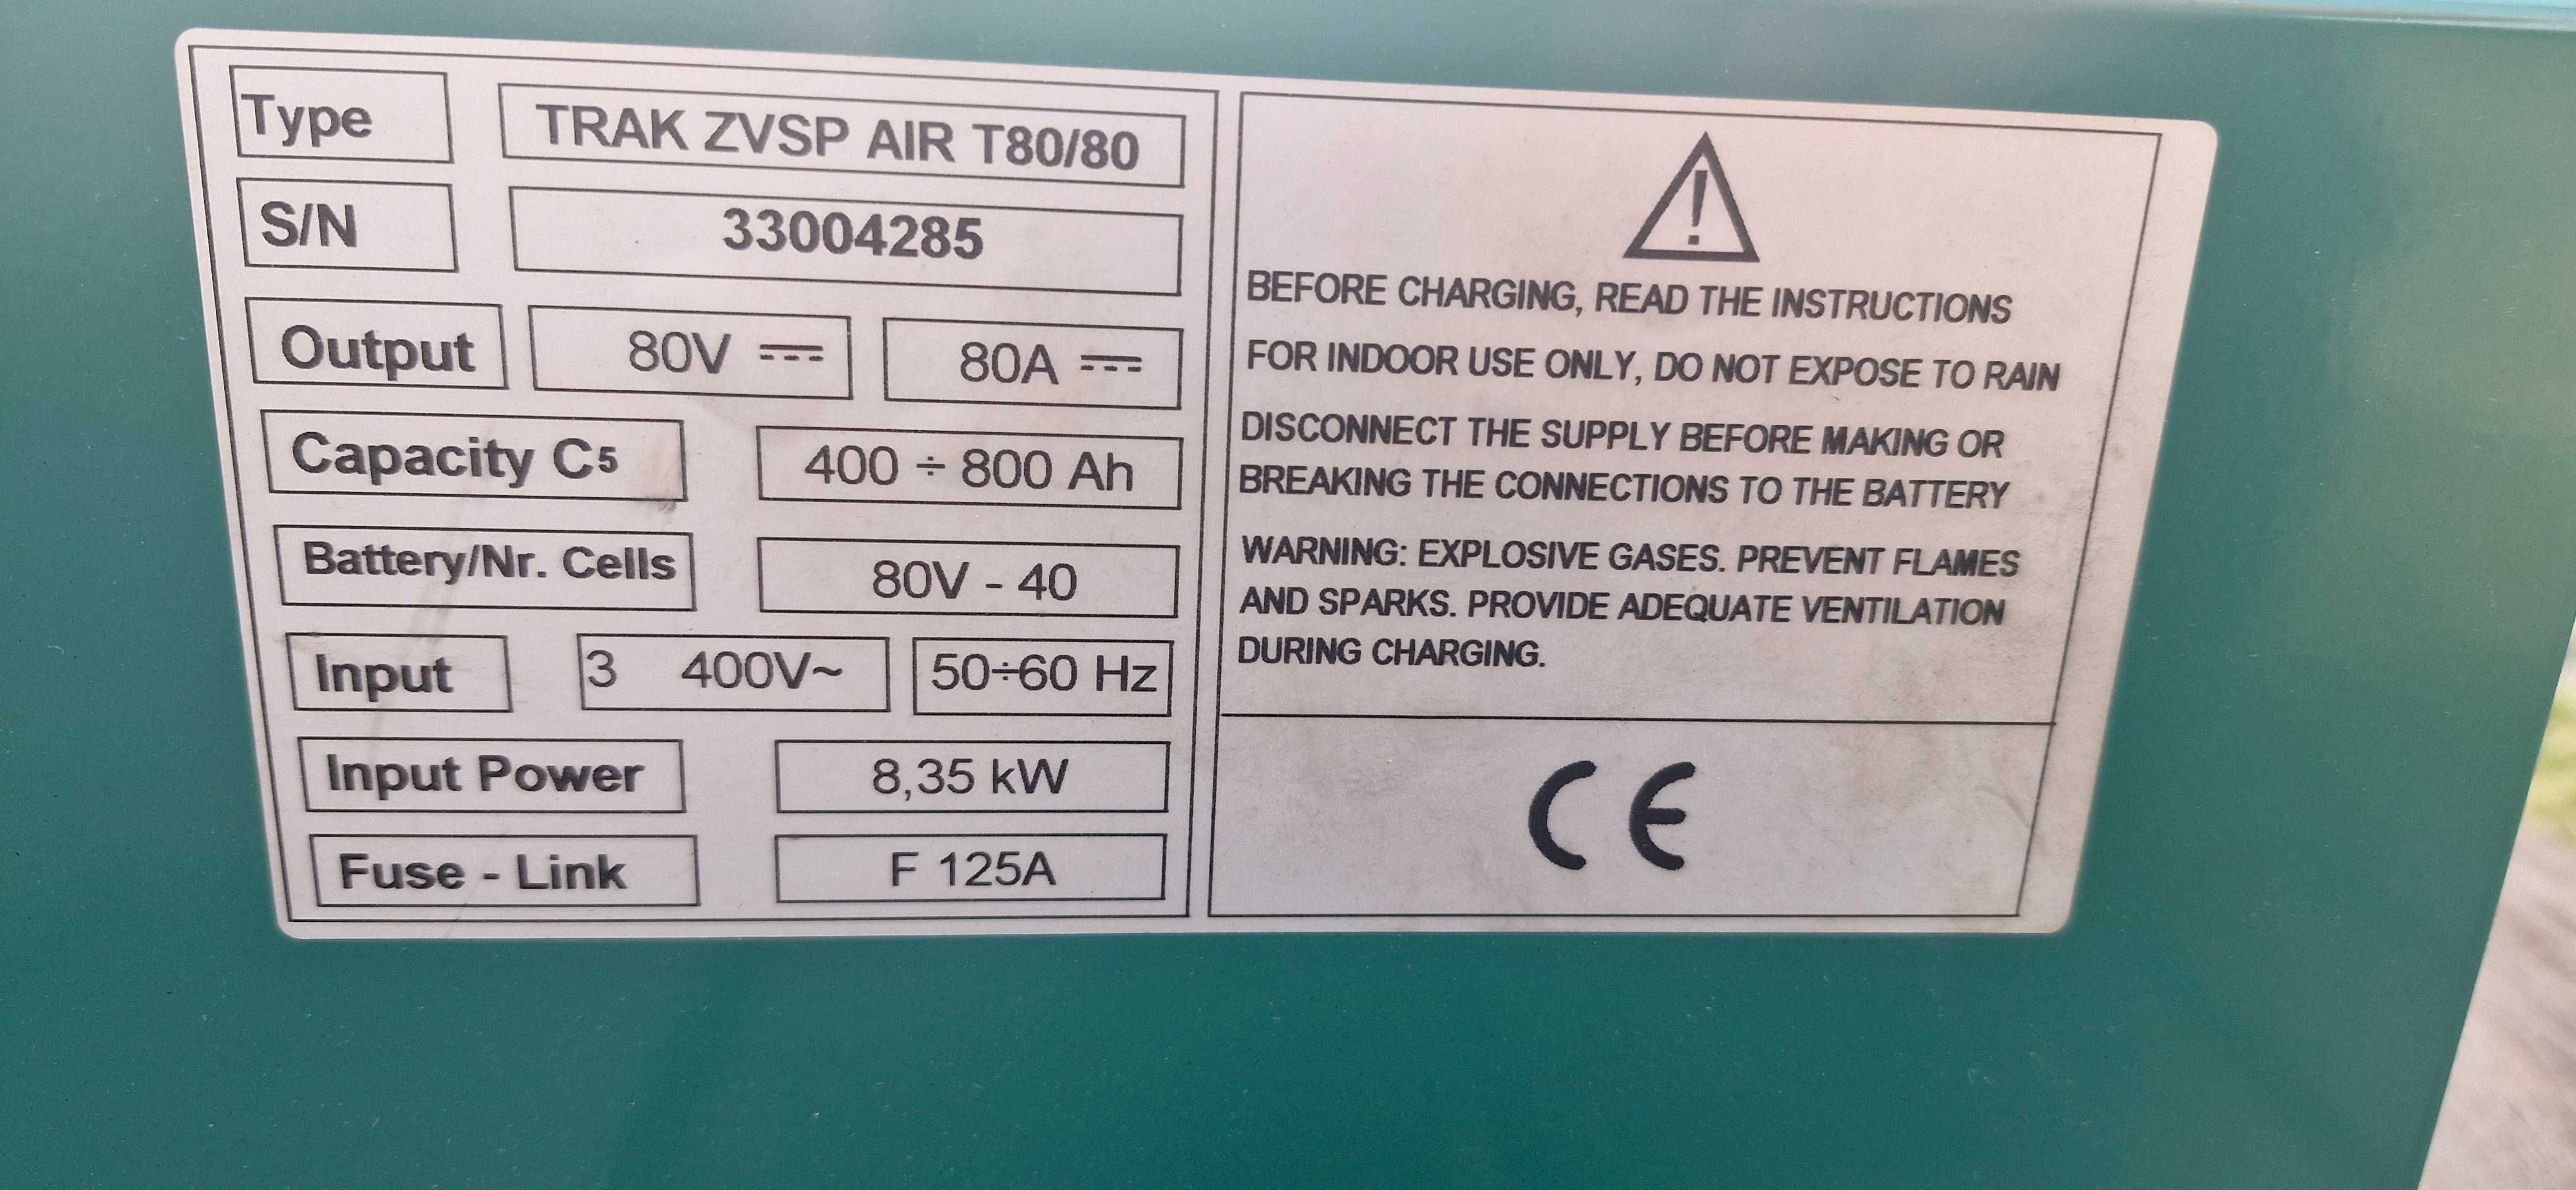 Type TRAK ZVSP AIR T80/80
S/N 33004285
Output 80V ⎓ 80A ⎓
Capacity C5 400 ÷ 800 Ah
Battery/Nr. Cells 80V - 40
Input 3 400V~ 50÷60 Hz
Input Power 8,35 kW
Fuse - Link F 125A
!
BEFORE CHARGING, READ THE INSTRUCTIONS
FOR INDOOR USE ONLY, DO NOT EXPOSE TO RAIN
DISCONNECT THE SUPPLY BEFORE MAKING OR
BREAKING THE CONNECTIONS TO THE BATTERY
WARNING: EXPLOSIVE GASES. PREVENT FLAMES
AND SPARKS. PROVIDE ADEQUATE VENTILATION
DURING CHARGING.
CE